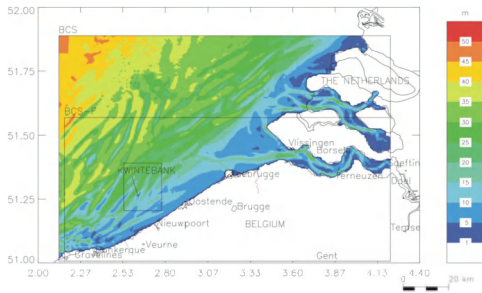 52.00
m
BCS
50
51.75
45
THE NETHERLANDS
40
35
BCS-F
30
51.50
Vlissingen
25
Borsele
20
KWINTEBANK
Terneuzen
15
51.25
Oostende
Brugge
10
Nieuwpoort
BELGIUM
5
Veurne
1
51.00
Gravelines
Gent
2.00 2.27 2.53 2.80 3.07 3.33 3.60 3.87 4.13 4.40
0 20 km